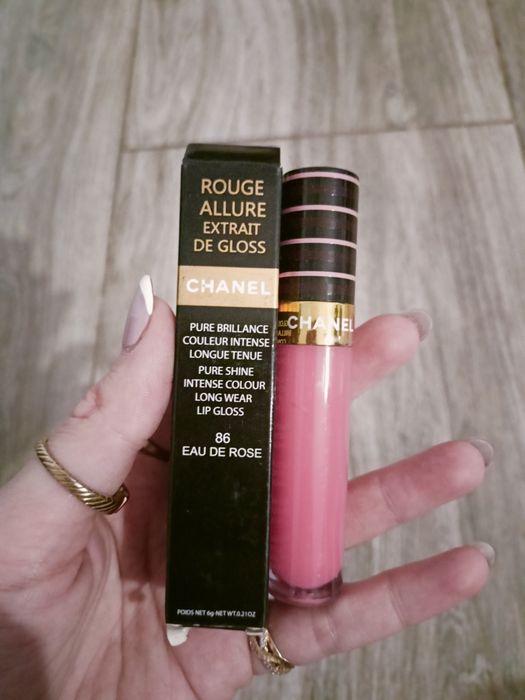 ROUGE
ALLURE
EXTRAIT
DE GLOSS
CHANEL
PURE BRILLANCE
COULEUR INTENSE
LONGUE TENUE
PURE SHINE
INTENSE COLOUR
LONG WEAR
LIP GLOSS
86
EAU DE ROSE
POIDS NET 6g-NET WT.0.21OZ
CHANEL